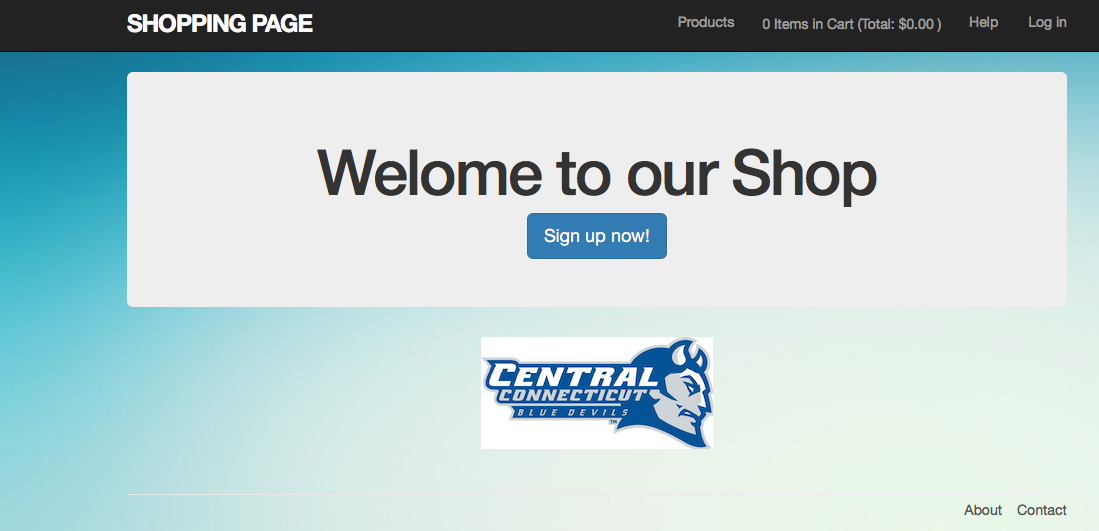 SHOPPING PAGE
Products
0 Items in Cart (Total: $0.00 )
Help
Log in
Welome to our Shop
Sign up now!
CENTRAL
CONNECTICUT
BLUE DEVILS
TM
About
Contact